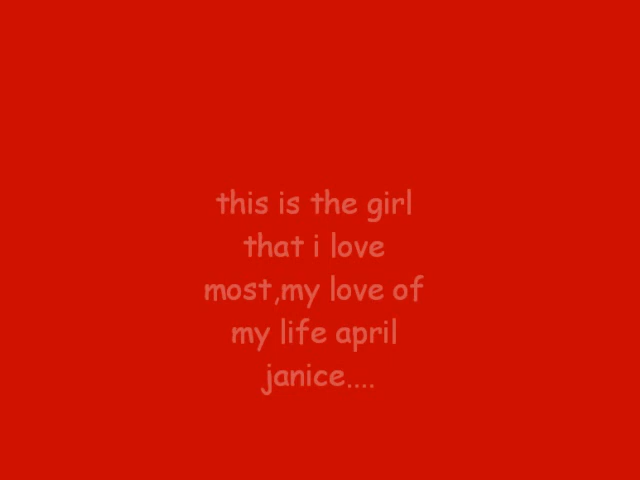 this is the girl
that i love
most,my love of
my life april
janice....